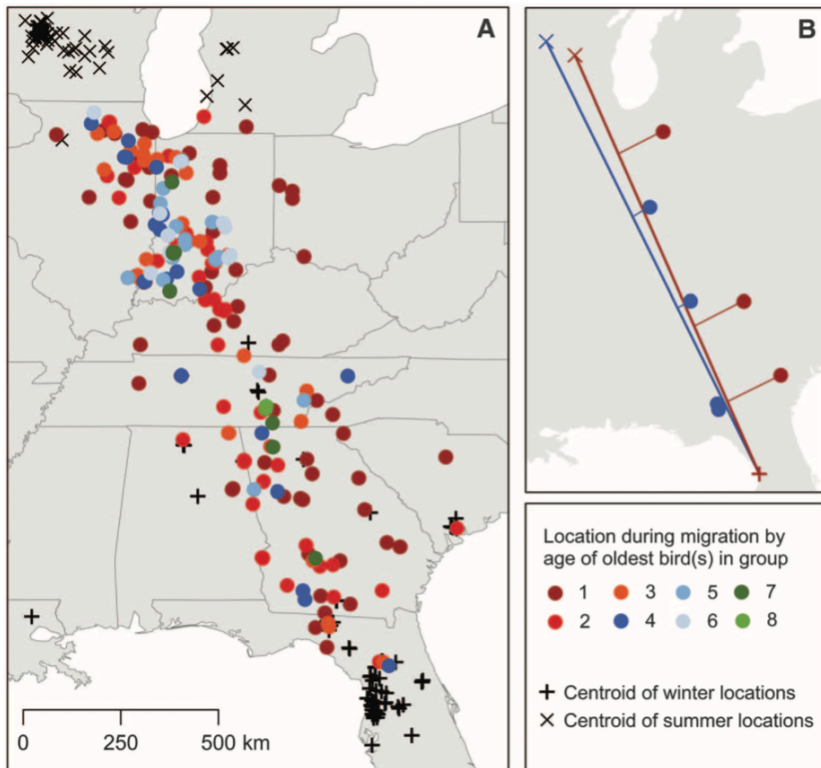 A
B
0 250 500 km
Location during migration by
age of oldest bird(s) in group
1 3 5 7
2 4 6 8
Centroid of winter locations
Centroid of summer locations